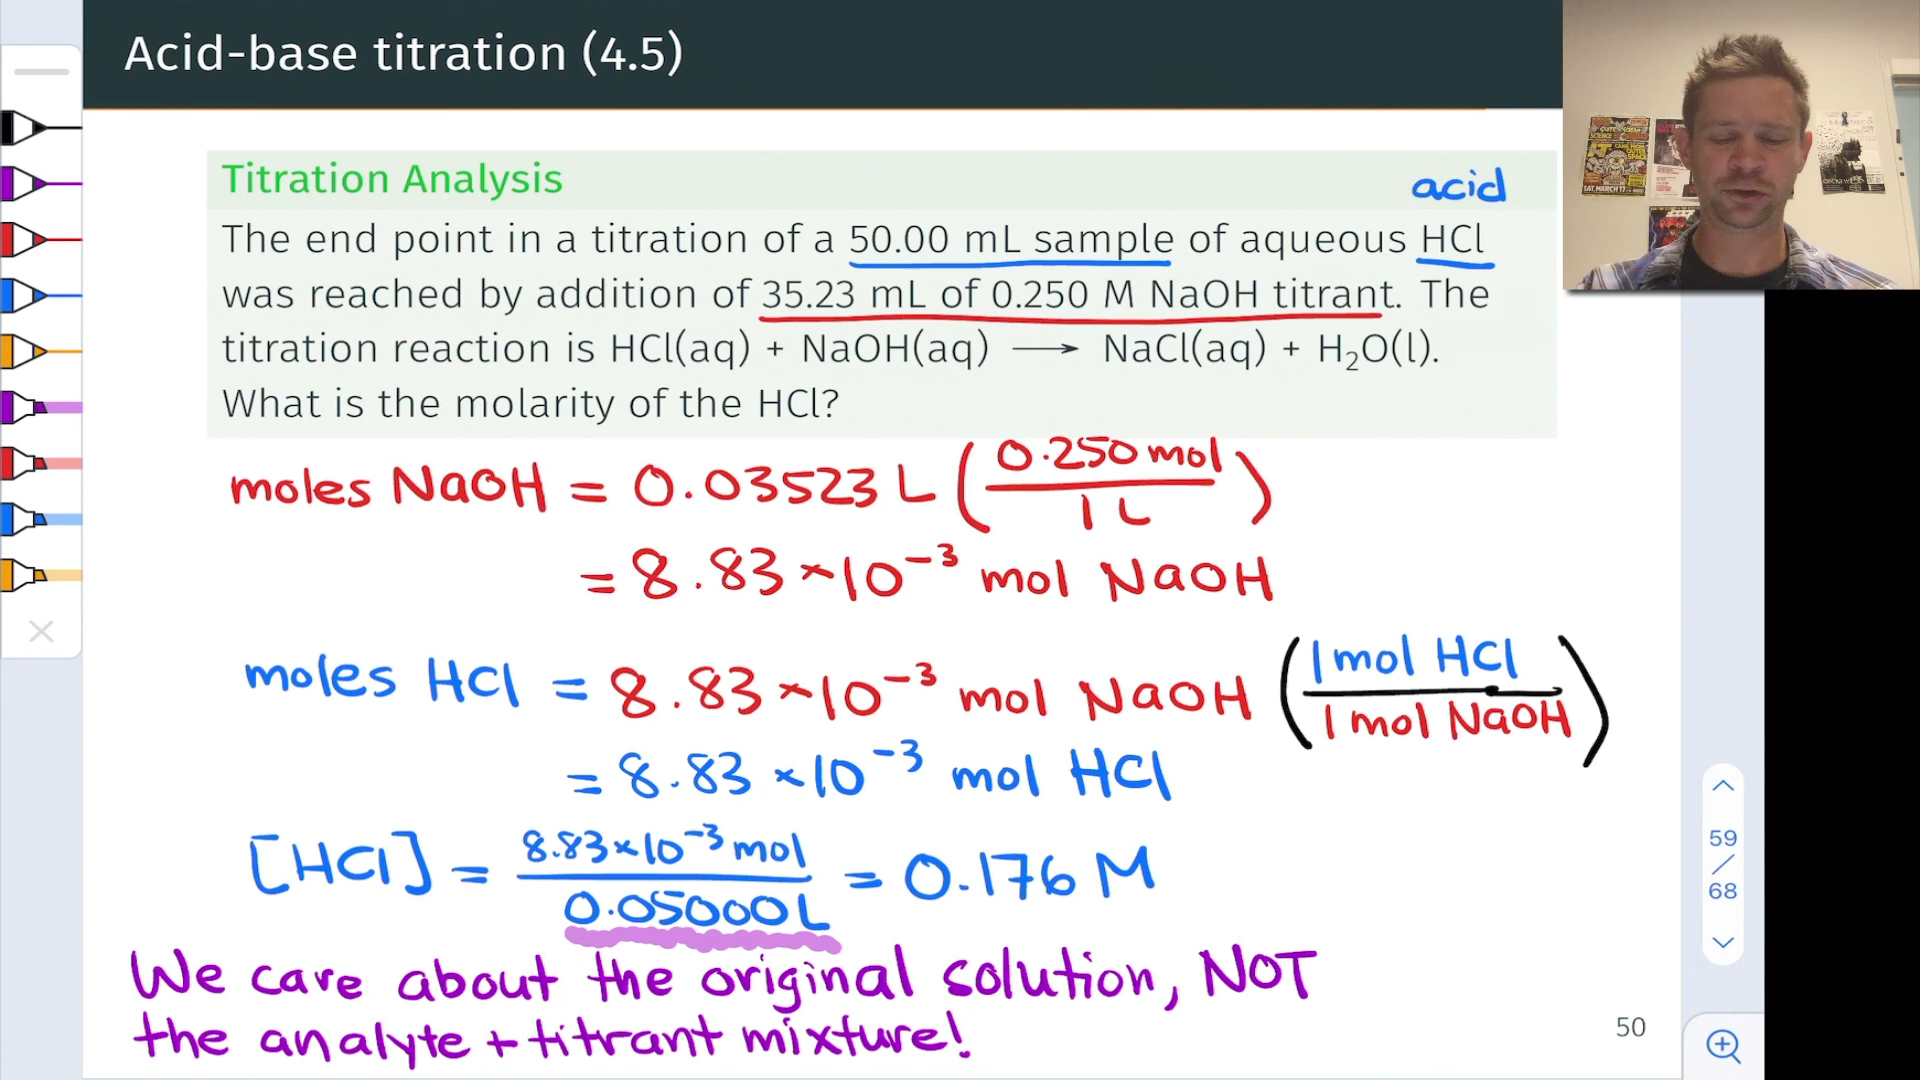 Acid-base titration (4.5)
Titration Analysis
acid
The end point in a titration of a 50.00 mL sample of aqueous HCl
was reached by addition of 35.23 mL of 0.250 M NaOH titrant. The
titration reaction is HCl(aq) + NaOH(aq) ⟶ NaCl(aq) + H₂O(l).
What is the molarity of the HCl?
moles NaOH = 0.03523 L (0.250 mol / 1 L)
= 8.83 × 10⁻³ mol NaOH
moles HCl = 8.83 × 10⁻³ mol NaOH (1 mol HCl / 1 mol NaOH)
= 8.83 × 10⁻³ mol HCl
[HCl] = 8.83 × 10⁻³ mol / 0.05000 L = 0.176 M
We care about the original solution, NOT
the analyte + titrant mixture!
50
59
/
68
SAT. MARCH 17